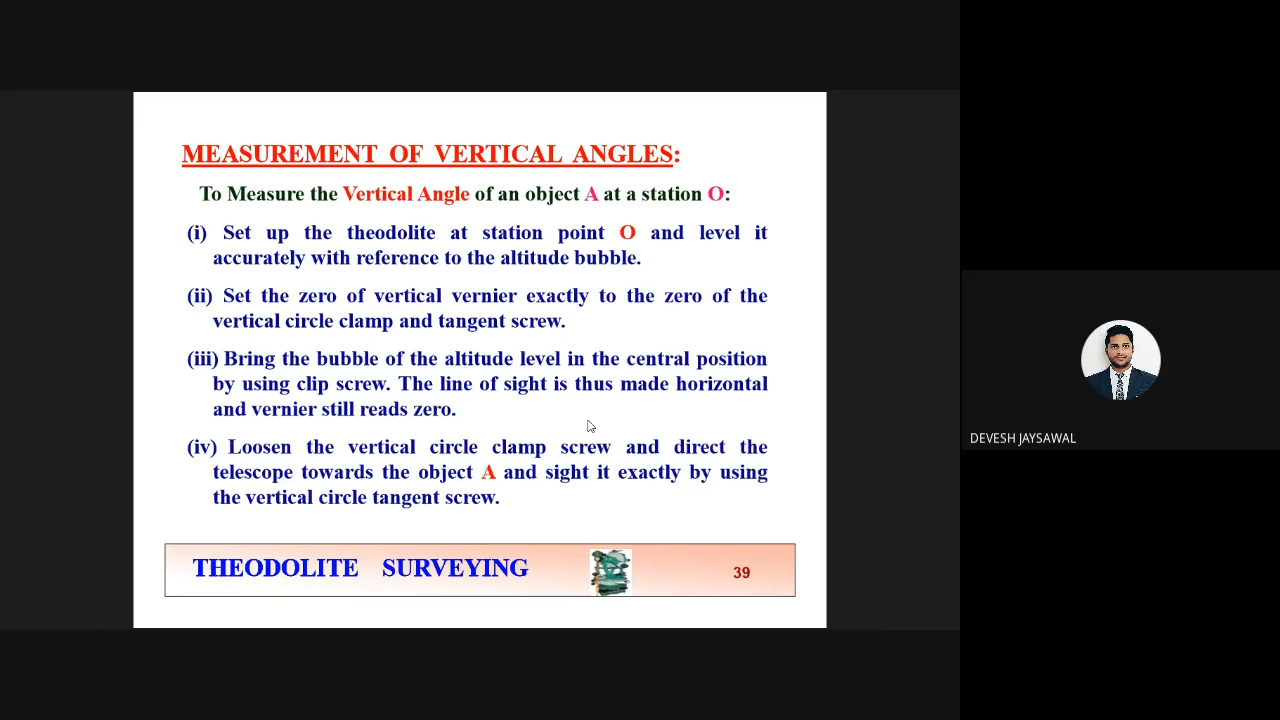 MEASUREMENT OF VERTICAL ANGLES:
To Measure the Vertical Angle of an object A at a station O:
(i) Set up the theodolite at station point O and level it
accurately with reference to the altitude bubble.
(ii) Set the zero of vertical vernier exactly to the zero of the
vertical circle clamp and tangent screw.
(iii) Bring the bubble of the altitude level in the central position
by using clip screw. The line of sight is thus made horizontal
and vernier still reads zero.
(iv) Loosen the vertical circle clamp screw and direct the
telescope towards the object A and sight it exactly by using
the vertical circle tangent screw.
THEODOLITE SURVEYING
39
DEVESH JAYSAWAL